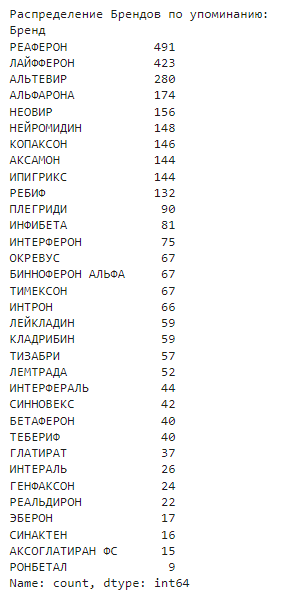 Распределение Брендов по упоминанию:
Бренд
РЕАФЕРОН 491
ЛАЙФФЕРОН 423
АЛЬТЕВИР 280
АЛЬФАРОНА 174
НЕОВИР 156
НЕЙРОМИДИН 148
КОПАКСОН 146
АКСАМОН 144
ИПИГРИКС 144
РЕБИФ 132
ПЛЕГРИДИ 90
ИНФИБЕТА 81
ИНТЕРФЕРОН 75
ОКРЕВУС 67
БИННОФЕРОН АЛЬФА 67
ТИМЕКСОН 67
ИНТРОН 66
ЛЕЙКЛАДИН 59
КЛАДРИБИН 59
ТИЗАБРИ 57
ЛЕМТРАДА 52
ИНТЕРФЕРАЛЬ 44
СИННОВЕКС 42
БЕТАФЕРОН 40
ТЕБЕРИФ 40
ГЛАТИРАТ 37
ИНТЕРАЛЬ 26
ГЕНФАКСОН 24
РЕАЛЬДИРОН 22
ЭБЕРОН 17
СИНАКТЕН 16
АКСОГЛАТИРАН ФС 15
РОНБЕТАЛ 9
Name: count, dtype: int64